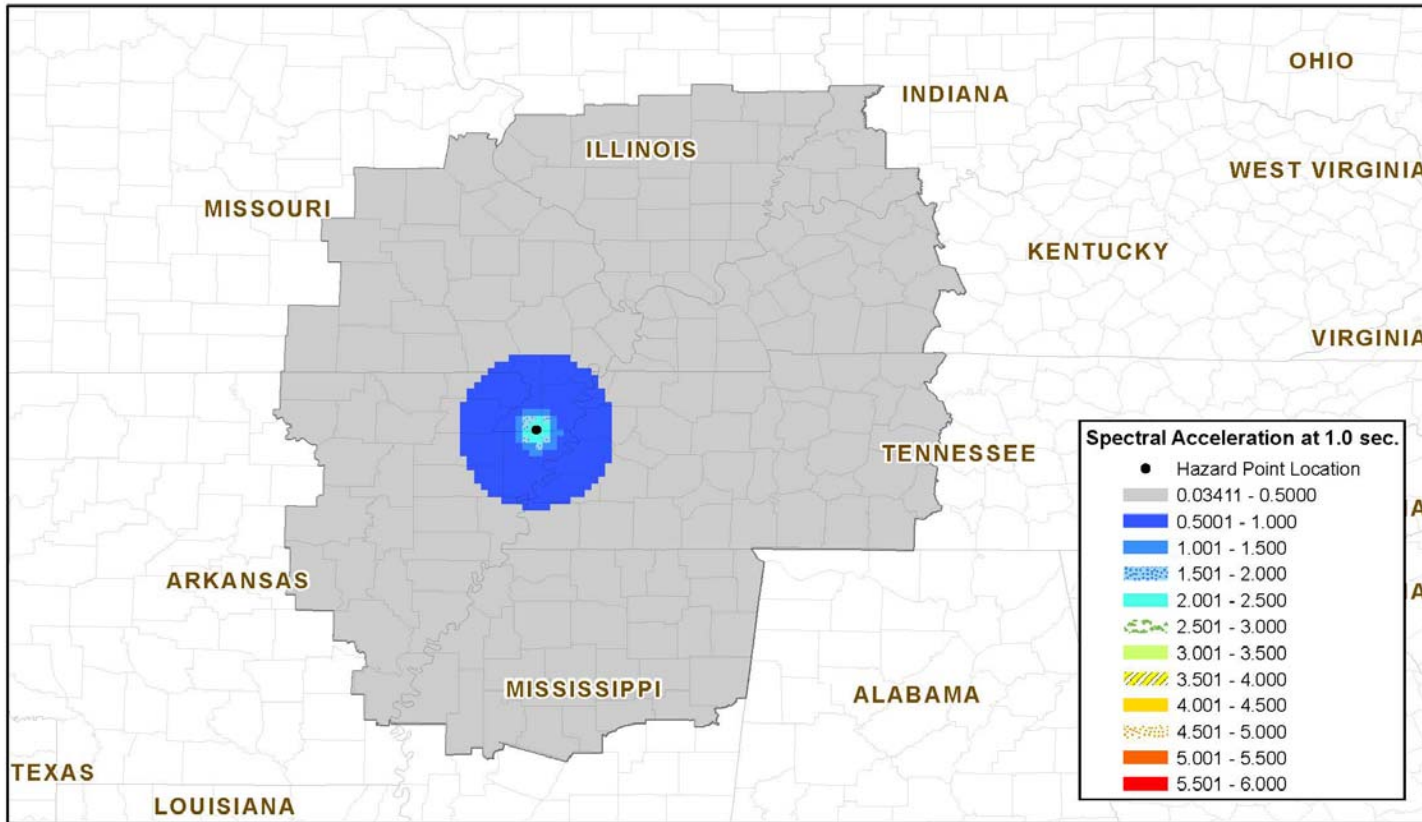 OHIO
INDIANA
ILLINOIS
WEST VIRGINIA
MISSOURI
KENTUCKY
VIRGINIA
TENNESSEE
ARKANSAS
MISSISSIPPI
ALABAMA
TEXAS
LOUISIANA
A
A
Spectral Acceleration at 1.0 sec.
Hazard Point Location
0.03411 - 0.5000
0.5001 - 1.000
1.001 - 1.500
1.501 - 2.000
2.001 - 2.500
2.501 - 3.000
3.001 - 3.500
3.501 - 4.000
4.001 - 4.500
4.501 - 5.000
5.001 - 5.500
5.501 - 6.000